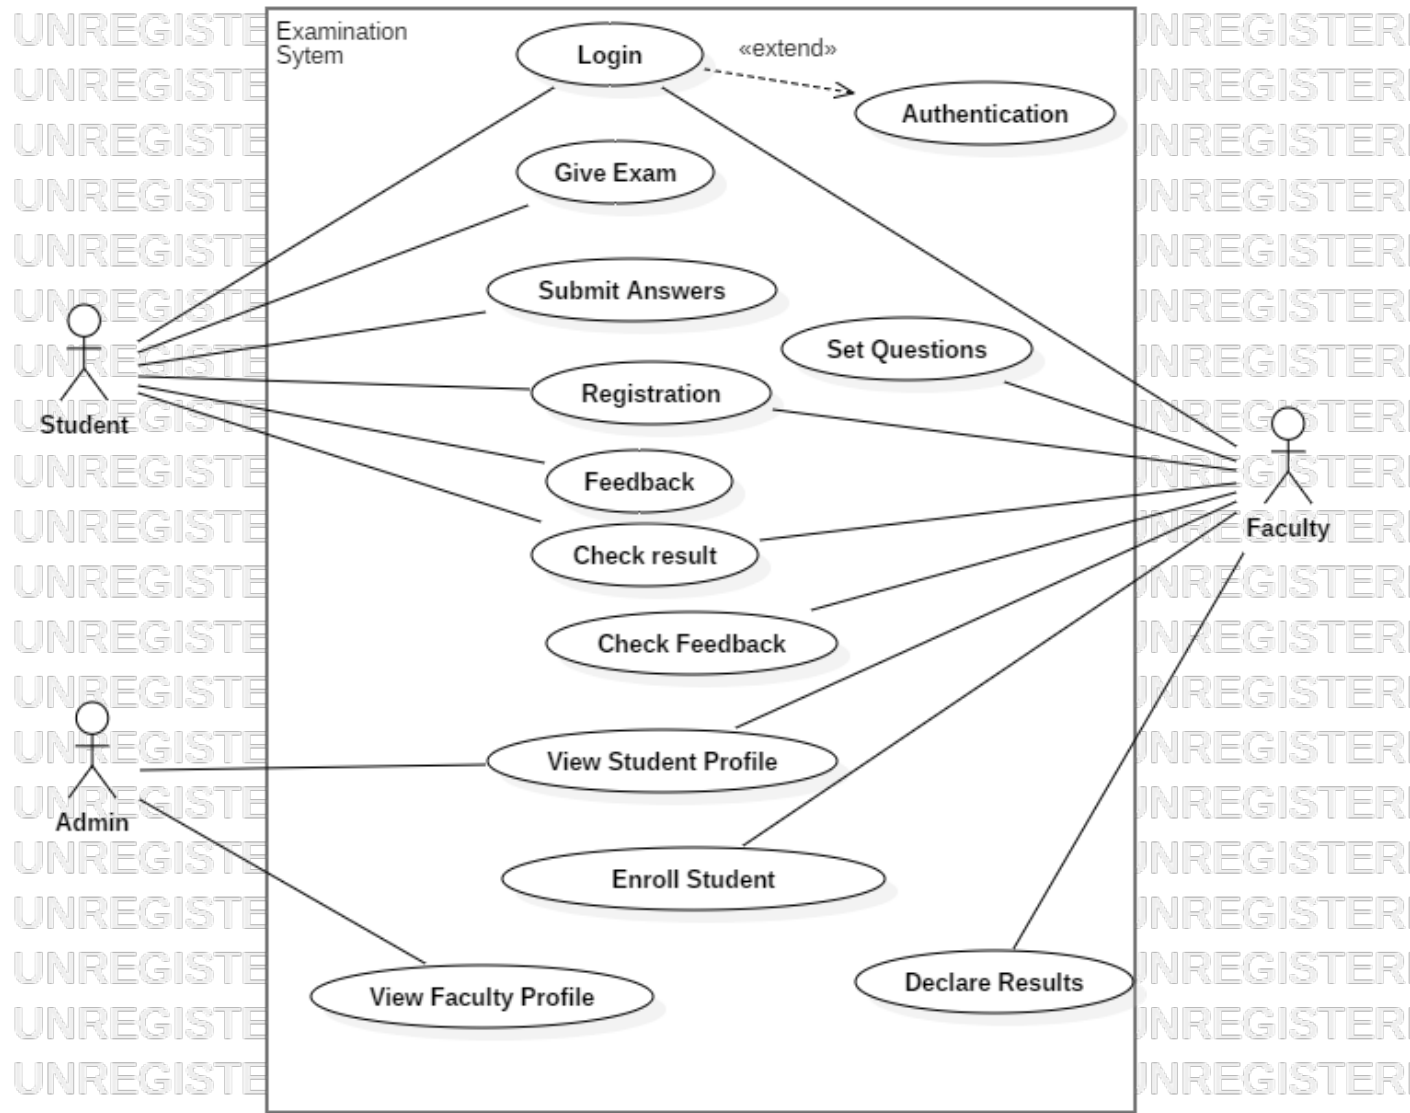 Examination
Sytem
Login
«extend»
Authentication
Give Exam
Submit Answers
Set Questions
Registration
Student
Feedback
Faculty
Check result
Check Feedback
View Student Profile
Admin
Enroll Student
Declare Results
View Faculty Profile